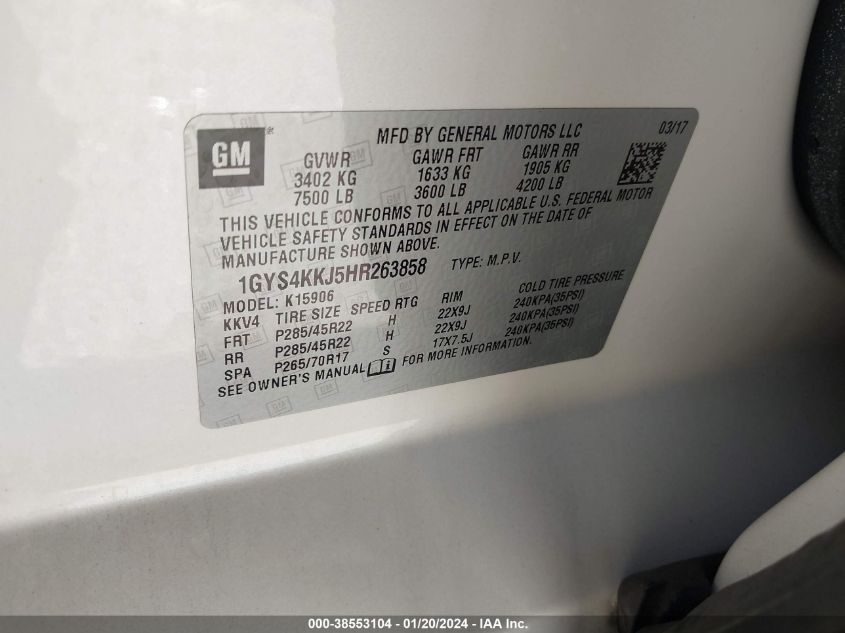 GM
MFD BY GENERAL MOTORS LLC 03/17
GVWR GAWR FRT GAWR RR
3402 KG 1633 KG 1905 KG
7500 LB 3600 LB 4200 LB
THIS VEHICLE CONFORMS TO ALL APPLICABLE U.S. FEDERAL MOTOR
VEHICLE SAFETY STANDARDS IN EFFECT ON THE DATE OF
MANUFACTURE SHOWN ABOVE.
1GYS4KKJ5HR263858 TYPE: M.P.V.
MODEL: K15906
KKV4 TIRE SIZE SPEED RTG RIM COLD TIRE PRESSURE
FRT P285/45R22 H 22X9J 240KPA(35PSI)
RR P285/45R22 H 22X9J 240KPA(35PSI)
SPA P265/70R17 S 17X7.5J 240KPA(35PSI)
SEE OWNER'S MANUAL FOR MORE INFORMATION.
000-38553104 / 01/20/2024 - IAA Inc.